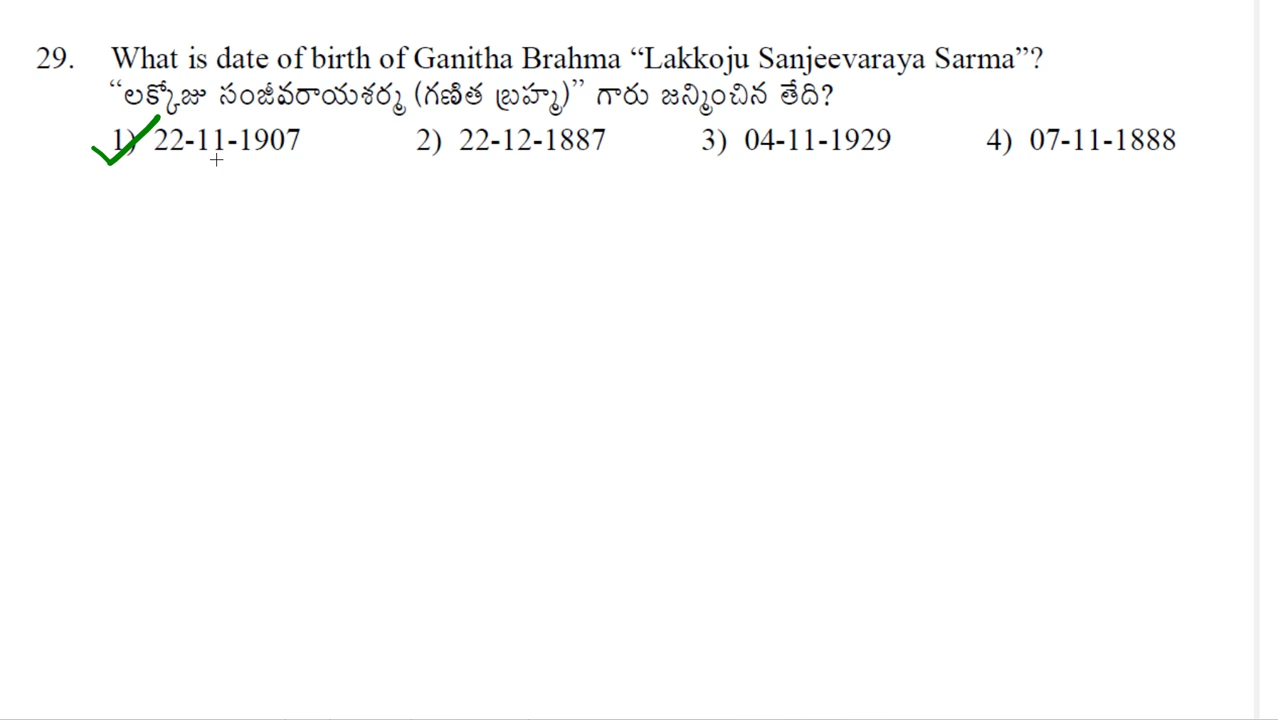 29. What is date of birth of Ganitha Brahma “Lakkoju Sanjeevaraya Sarma”?
“లక్కోజు సంజీవరాయశర్మ (గణిత బ్రహ్మ)” గారు జన్మించిన తేది?
1) 22-11-1907 2) 22-12-1887 3) 04-11-1929 4) 07-11-1888